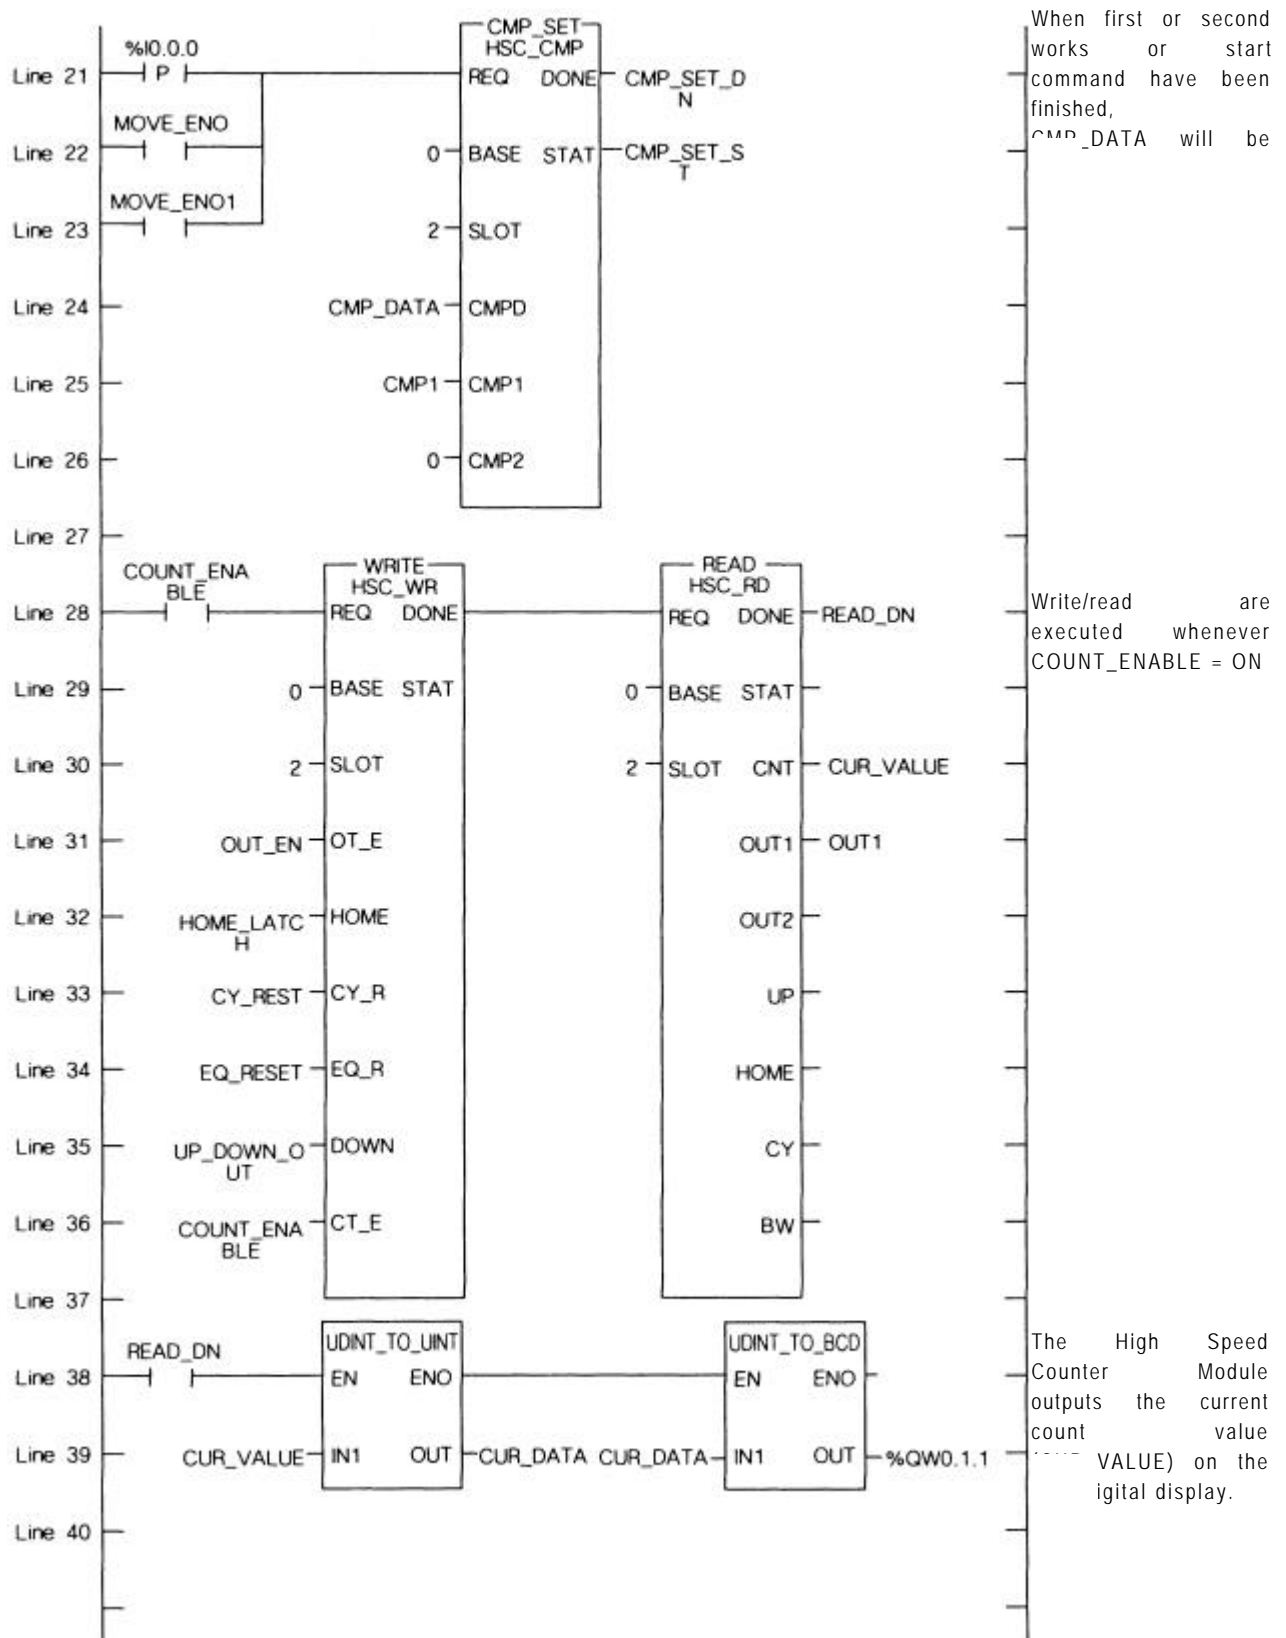 CMP_SET
HSC_CMP
When first or second
works or start
command have been
finished,
_DATA will be
%I0.0.0
Line 21 P REQ DONE CMP_SET_D
N
MOVE_ENO
Line 22 0 BASE STAT CMP_SET_S
T
MOVE_ENO1
Line 23 2 SLOT
Line 24 CMP_DATA CMPD
Line 25 CMP1 CMP1
Line 26 0 CMP2
Line 27
COUNT_ENA
BLE
WRITE
HSC_WR
READ
HSC_RD
Line 28 REQ DONE REQ DONE READ_DN
Write/read are
executed whenever
COUNT_ENABLE = ON
Line 29 0 BASE STAT 0 BASE STAT
Line 30 2 SLOT 2 SLOT CNT CUR_VALUE
Line 31 OUT_EN OT_E OUT1 OUT1
Line 32 HOME_LATC
H
HOME OUT2
Line 33 CY_REST CY_R UP
Line 34 EQ_RESET EQ_R HOME
Line 35 UP_DOWN_O
UT
DOWN CY
Line 36 COUNT_ENA
BLE
CT_E BW
Line 37
READ_DN
UDINT_TO_UINT
UDINT_TO_BCD
Line 38 EN ENO EN ENO
The High Speed
Counter Module
outputs the current
count value
VALUE) on the
igital display.
Line 39 CUR_VALUE IN1 OUT CUR_DATA CUR_DATA IN1 OUT %QW0.1.1
Line 40